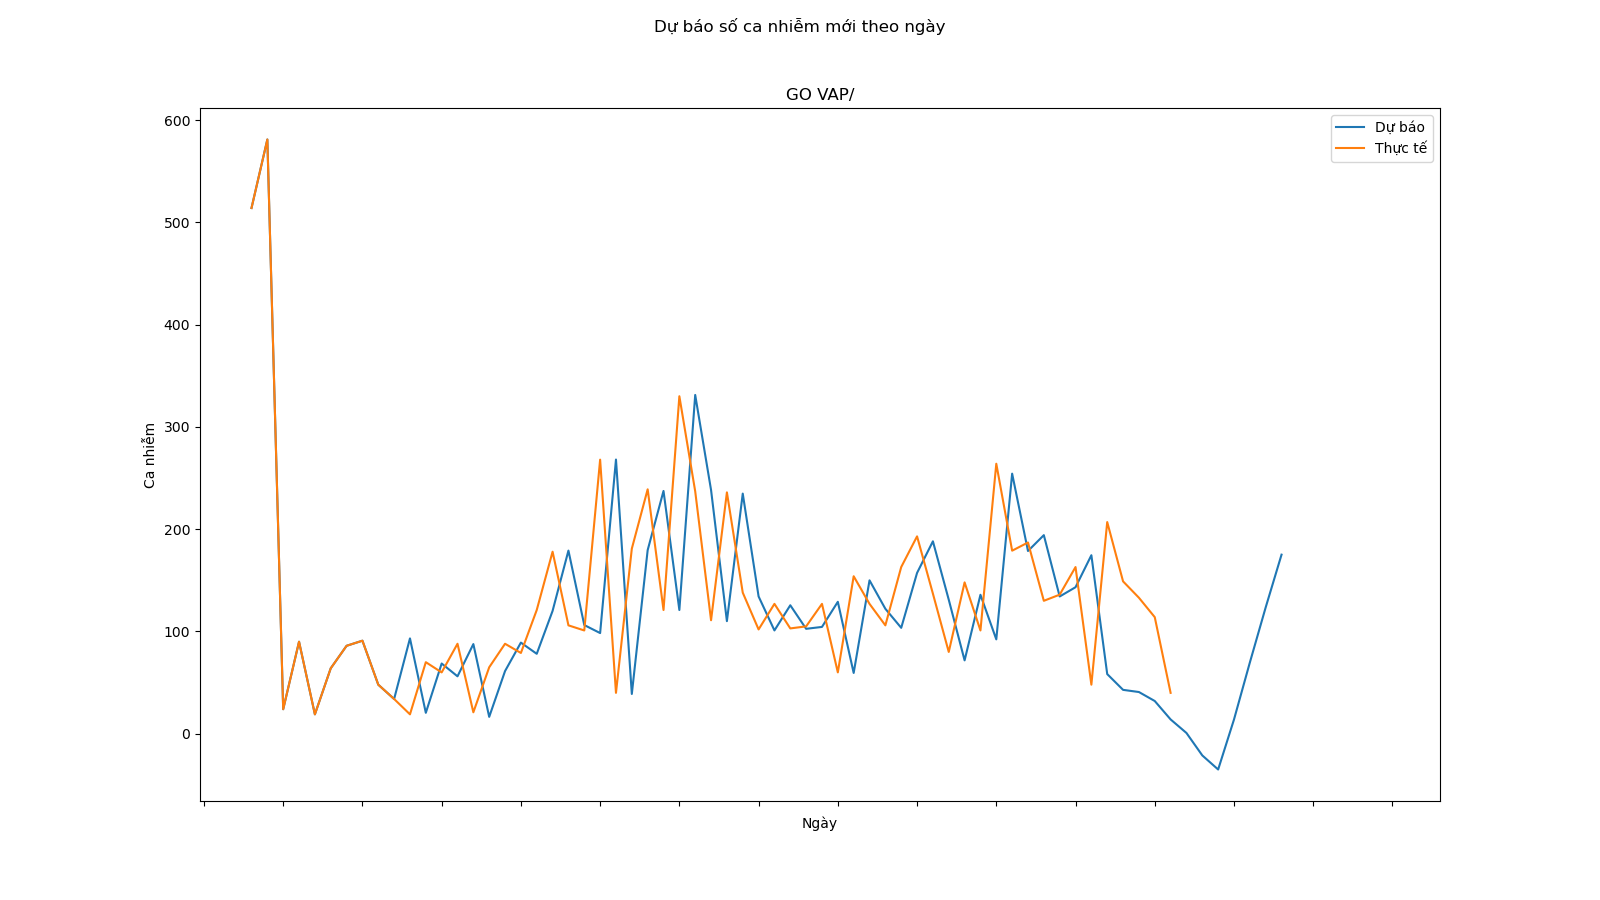 Dự báo số ca nhiễm mới theo ngày
GO VAP/
600
500
400
300
200
100
0
Ca nhiễm
Dự báo
Thực tế
Ngày